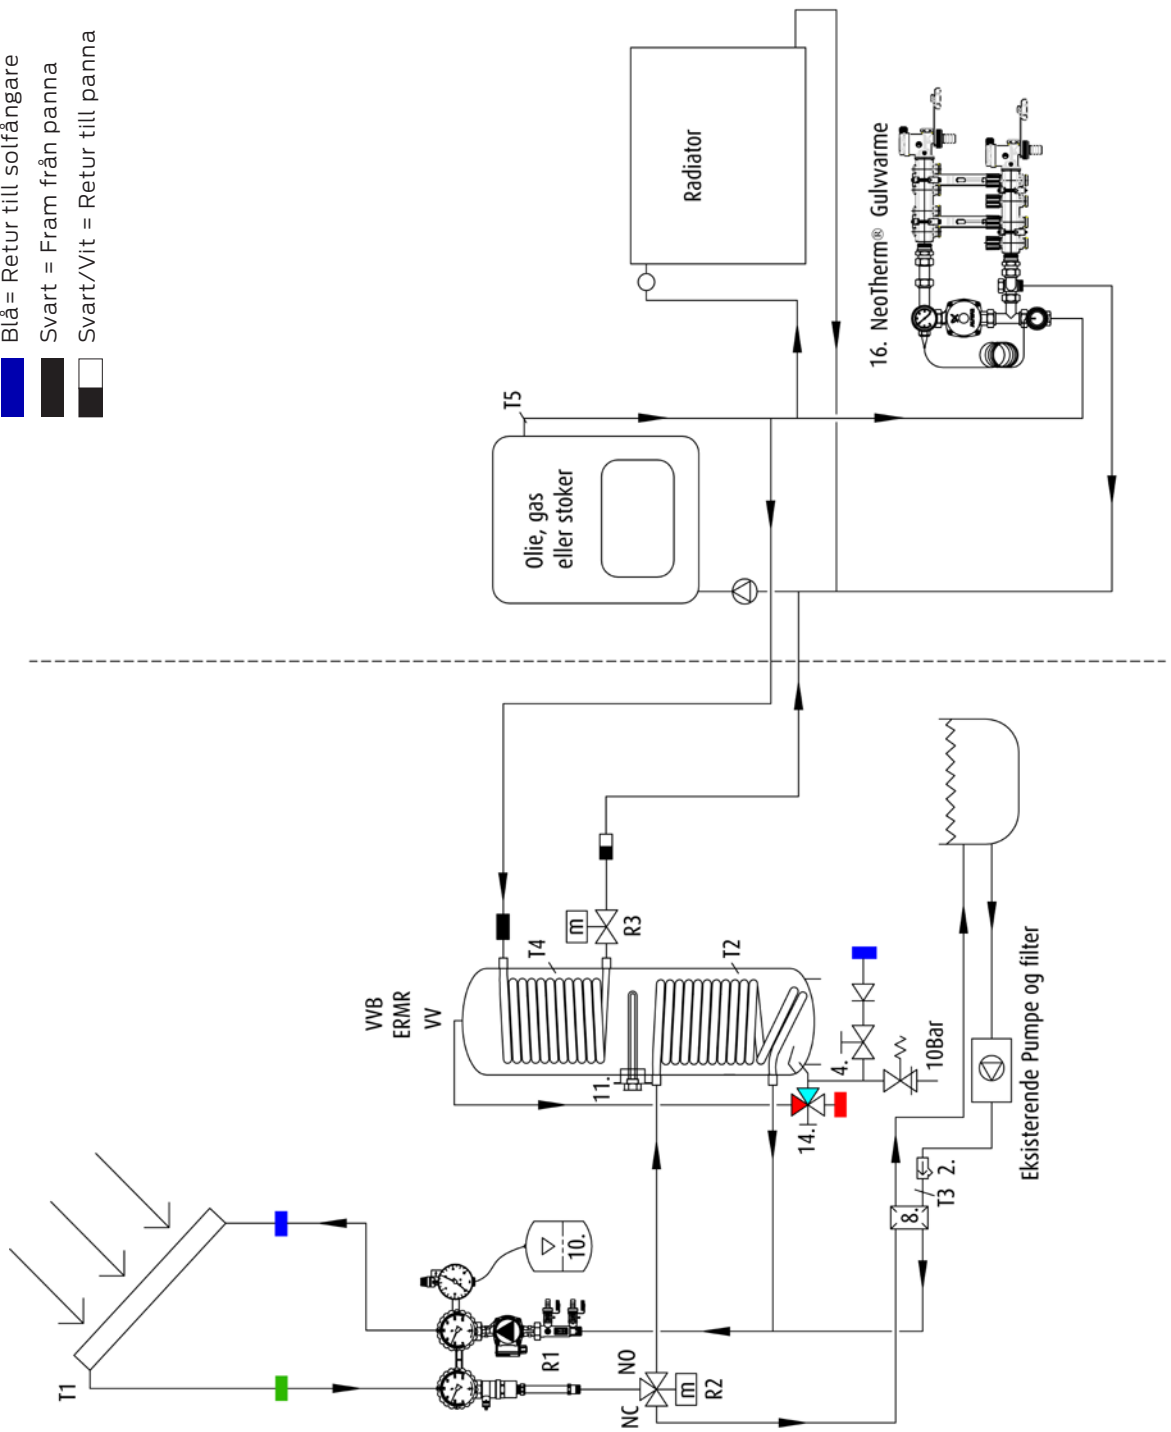 Blå= Retur till solfångare
Svart = Fram från panna
Svart/Vit = Retur till panna
Radiator
16. NeoTherm® Gulvvarme
T5
Olie, gas
eller stoker
VVB
ERMR
VV
T4
m
R3
T2
11.
4.
10Bar
14.
Eksisterende Pumpe og filter
2.
T3
8.
10.
T1
R1
NO
NC
m
R2